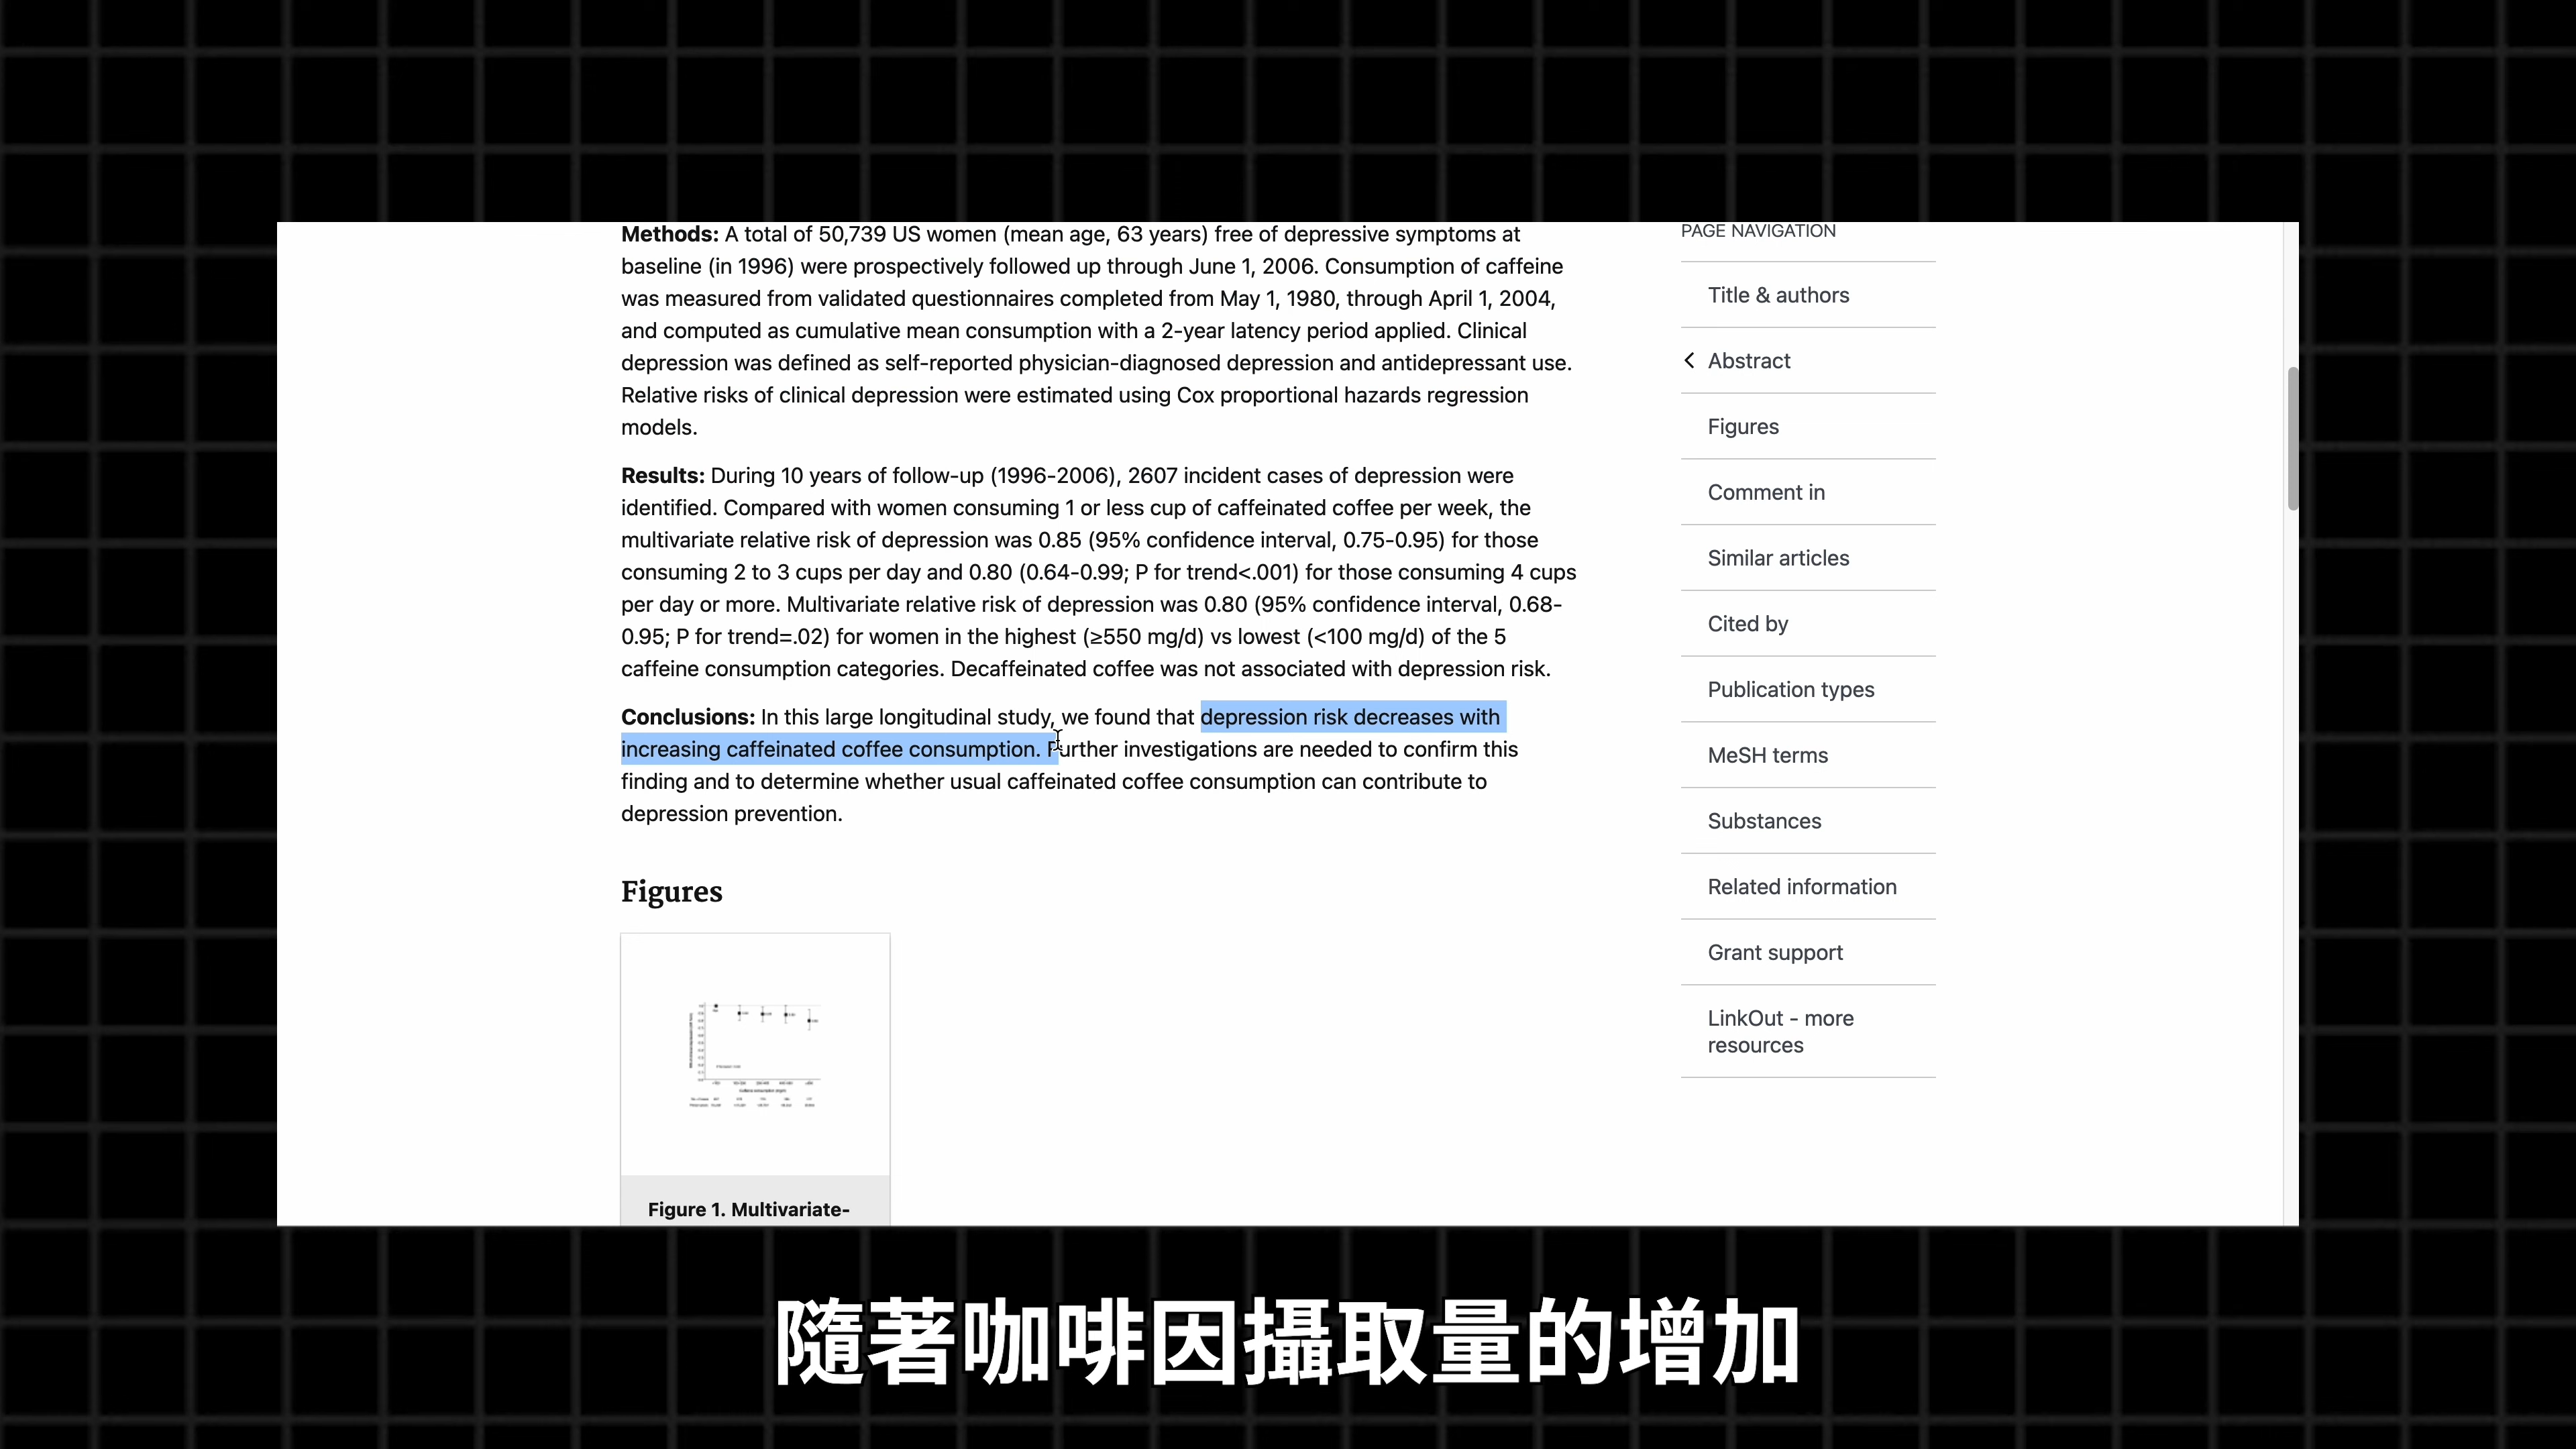 Methods: A total of 50,739 US women (mean age, 63 years) free of depressive symptoms at
baseline (in 1996) were prospectively followed up through June 1, 2006. Consumption of caffeine
was measured from validated questionnaires completed from May 1, 1980, through April 1, 2004,
and computed as cumulative mean consumption with a 2-year latency period applied. Clinical
depression was defined as self-reported physician-diagnosed depression and antidepressant use.
Relative risks of clinical depression were estimated using Cox proportional hazards regression
models.
Results: During 10 years of follow-up (1996-2006), 2607 incident cases of depression were
identified. Compared with women consuming 1 or less cup of caffeinated coffee per week, the
multivariate relative risk of depression was 0.85 (95% confidence interval, 0.75-0.95) for those
consuming 2 to 3 cups per day and 0.80 (0.64-0.99; P for trend<.001) for those consuming 4 cups
per day or more. Multivariate relative risk of depression was 0.80 (95% confidence interval, 0.68-
0.95; P for trend=.02) for women in the highest (≥550 mg/d) vs lowest (<100 mg/d) of the 5
caffeine consumption categories. Decaffeinated coffee was not associated with depression risk.
Conclusions: In this large longitudinal study, we found that depression risk decreases with
increasing caffeinated coffee consumption. Further investigations are needed to confirm this
finding and to determine whether usual caffeinated coffee consumption can contribute to
depression prevention.
Figures
Figure 1. Multivariate-
PAGE NAVIGATION
Title & authors
Abstract
Figures
Comment in
Similar articles
Cited by
Publication types
MeSH terms
Substances
Related information
Grant support
LinkOut - more
resources
隨著咖啡因攝取量的增加